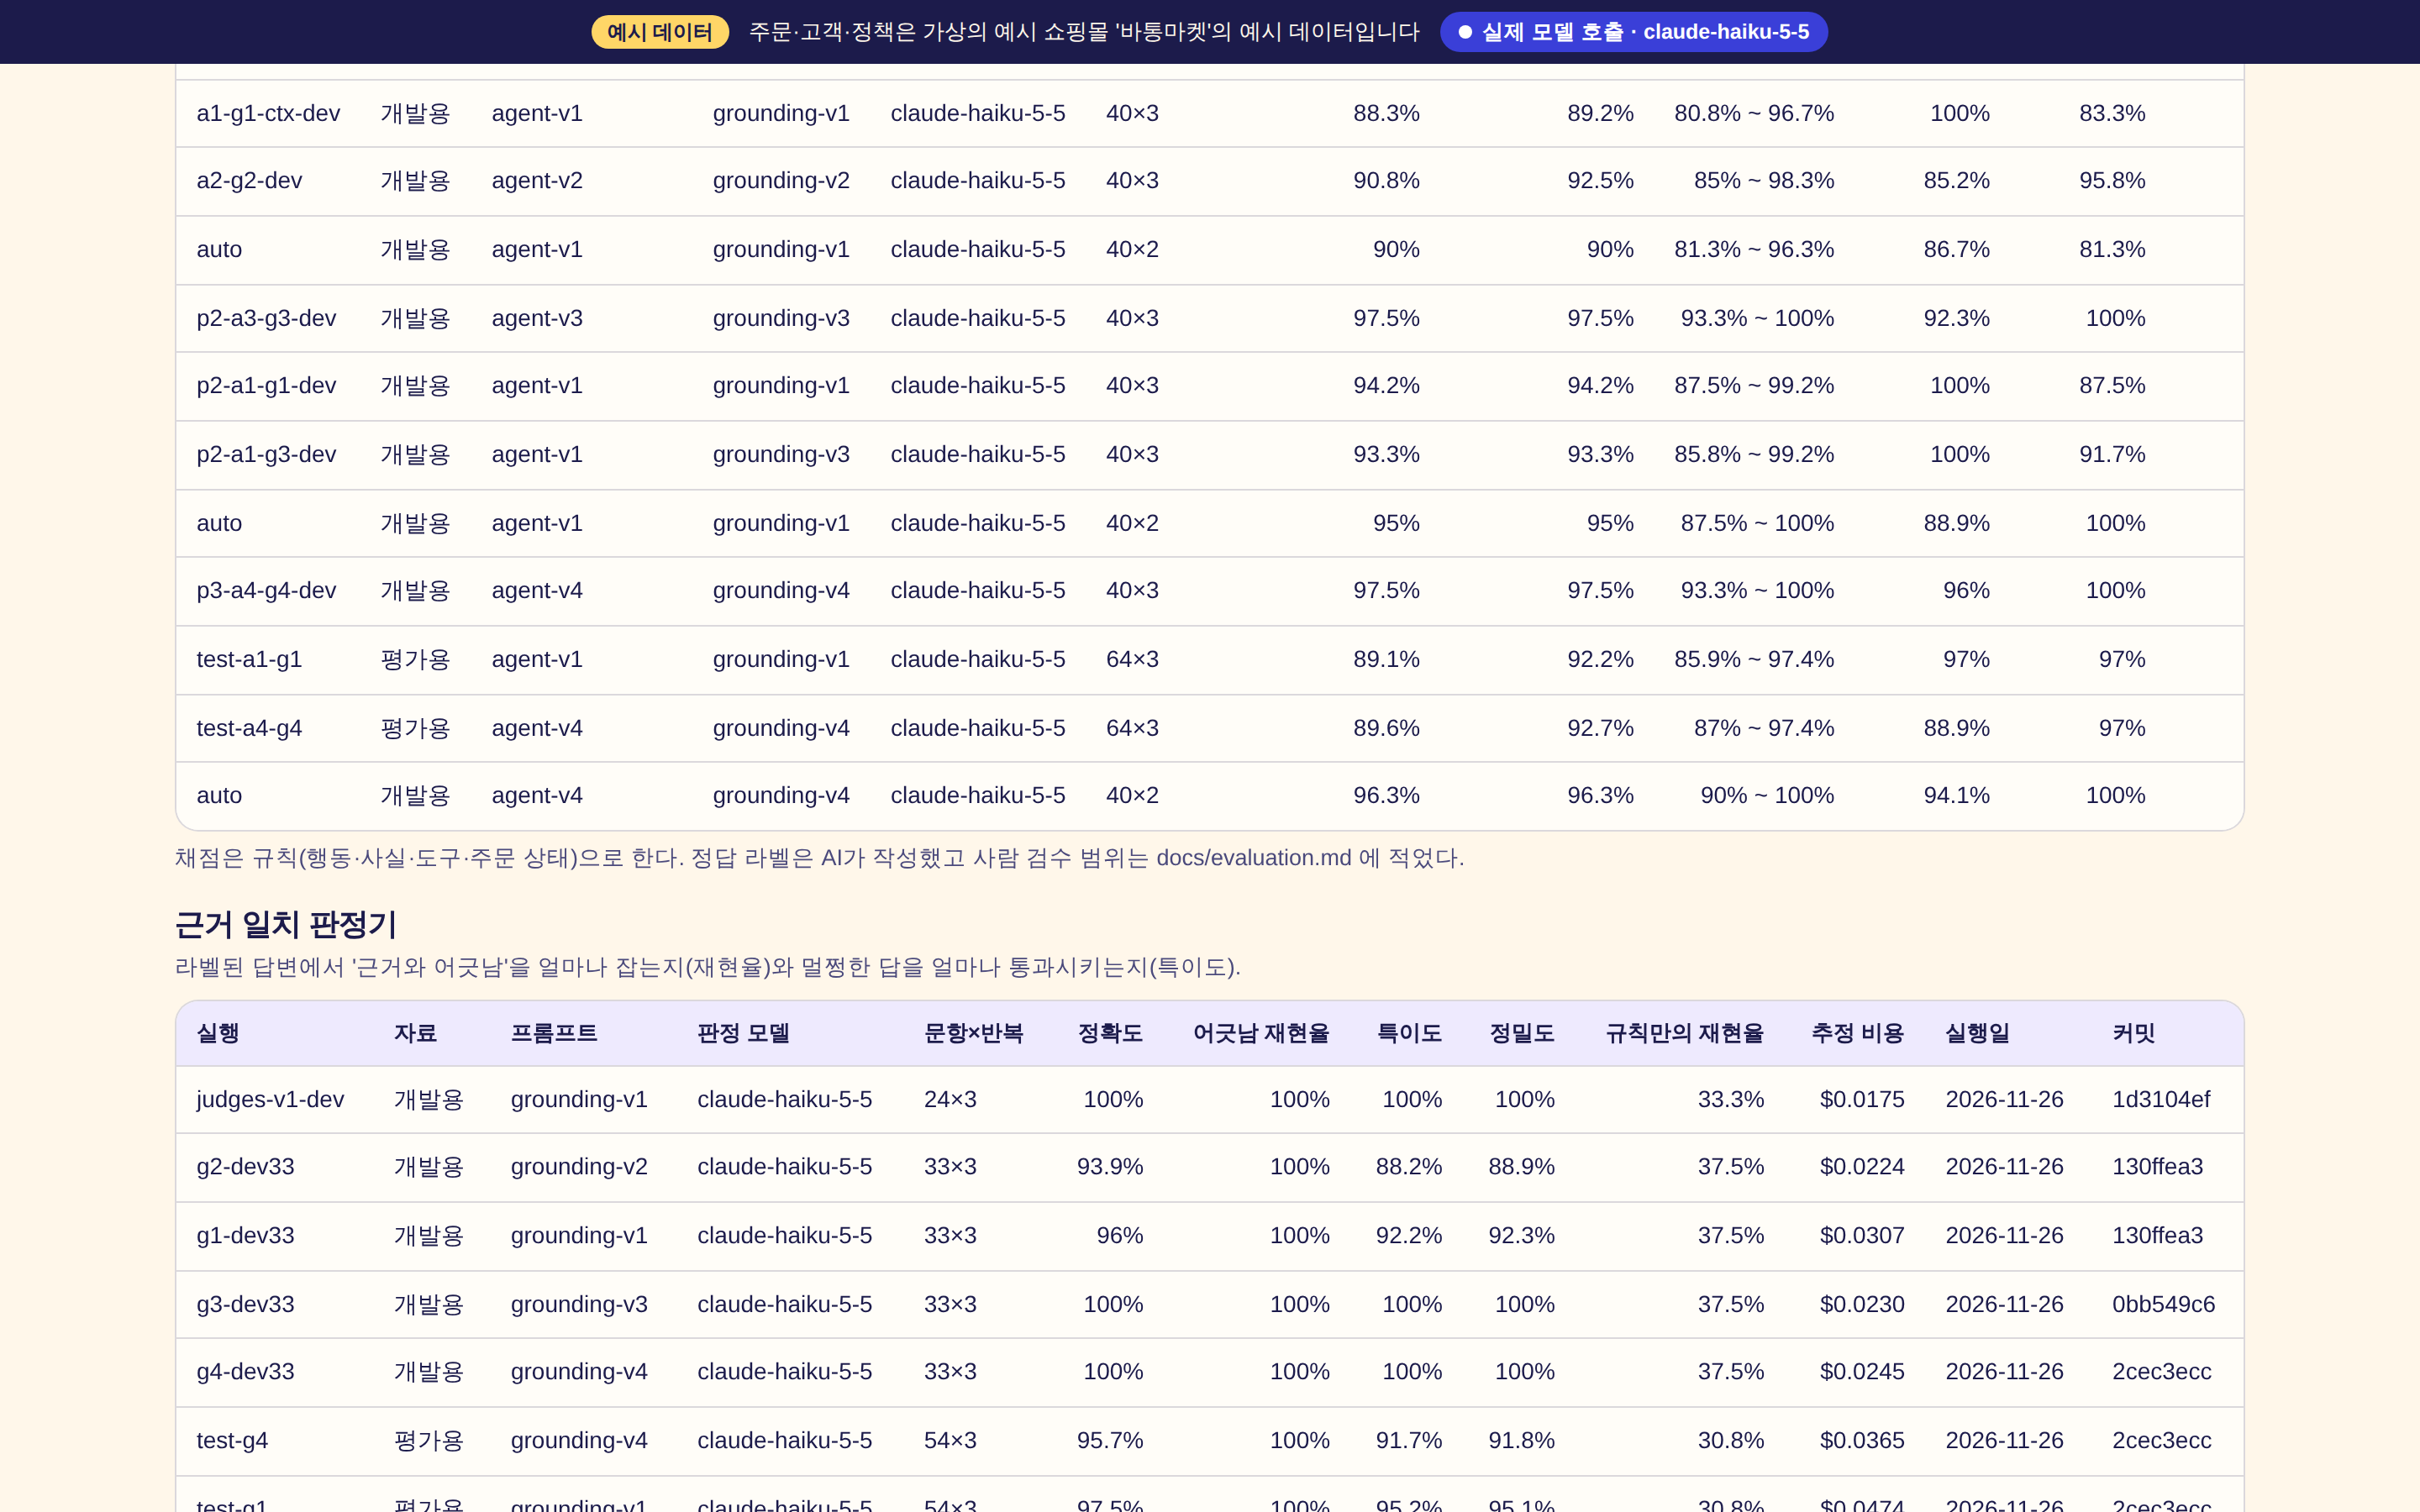 예시 데이터 주문·고객·정책은 가상의 예시 쇼핑몰 '바통마켓'의 예시 데이터입니다 실제 모델 호출 · claude-haiku-5-5
a1-g1-ctx-dev 개발용 agent-v1 grounding-v1 claude-haiku-5-5 40×3 88.3% 89.2% 80.8% ~ 96.7% 100% 83.3%
a2-g2-dev 개발용 agent-v2 grounding-v2 claude-haiku-5-5 40×3 90.8% 92.5% 85% ~ 98.3% 85.2% 95.8%
auto 개발용 agent-v1 grounding-v1 claude-haiku-5-5 40×2 90% 90% 81.3% ~ 96.3% 86.7% 81.3%
p2-a3-g3-dev 개발용 agent-v3 grounding-v3 claude-haiku-5-5 40×3 97.5% 97.5% 93.3% ~ 100% 92.3% 100%
p2-a1-g1-dev 개발용 agent-v1 grounding-v1 claude-haiku-5-5 40×3 94.2% 94.2% 87.5% ~ 99.2% 100% 87.5%
p2-a1-g3-dev 개발용 agent-v1 grounding-v3 claude-haiku-5-5 40×3 93.3% 93.3% 85.8% ~ 99.2% 100% 91.7%
auto 개발용 agent-v1 grounding-v1 claude-haiku-5-5 40×2 95% 95% 87.5% ~ 100% 88.9% 100%
p3-a4-g4-dev 개발용 agent-v4 grounding-v4 claude-haiku-5-5 40×3 97.5% 97.5% 93.3% ~ 100% 96% 100%
test-a1-g1 평가용 agent-v1 grounding-v1 claude-haiku-5-5 64×3 89.1% 92.2% 85.9% ~ 97.4% 97% 97%
test-a4-g4 평가용 agent-v4 grounding-v4 claude-haiku-5-5 64×3 89.6% 92.7% 87% ~ 97.4% 88.9% 97%
auto 개발용 agent-v4 grounding-v4 claude-haiku-5-5 40×2 96.3% 96.3% 90% ~ 100% 94.1% 100%
채점은 규칙(행동·사실·도구·주문 상태)으로 한다. 정답 라벨은 AI가 작성했고 사람 검수 범위는 docs/evaluation.md 에 적었다.
근거 일치 판정기
라벨된 답변에서 '근거와 어긋남'을 얼마나 잡는지(재현율)와 멀쩡한 답을 얼마나 통과시키는지(특이도).
실행 자료 프롬프트 판정 모델 문항×반복 정확도 어긋남 재현율 특이도 정밀도 규칙만의 재현율 추정 비용 실행일 커밋
judges-v1-dev 개발용 grounding-v1 claude-haiku-5-5 24×3 100% 100% 100% 100% 33.3% $0.0175 2026-11-26 1d3104ef
g2-dev33 개발용 grounding-v2 claude-haiku-5-5 33×3 93.9% 100% 88.2% 88.9% 37.5% $0.0224 2026-11-26 130ffea3
g1-dev33 개발용 grounding-v1 claude-haiku-5-5 33×3 96% 100% 92.2% 92.3% 37.5% $0.0307 2026-11-26 130ffea3
g3-dev33 개발용 grounding-v3 claude-haiku-5-5 33×3 100% 100% 100% 100% 37.5% $0.0230 2026-11-26 0bb549c6
g4-dev33 개발용 grounding-v4 claude-haiku-5-5 33×3 100% 100% 100% 100% 37.5% $0.0245 2026-11-26 2cec3ecc
test-g4 평가용 grounding-v4 claude-haiku-5-5 54×3 95.7% 100% 91.7% 91.8% 30.8% $0.0365 2026-11-26 2cec3ecc
test-g1 평가용 grounding-v1 claude-haiku-5-5 54×3 97.5% 100% 95.2% 95.1% 30.8% $0.0474 2026-11-26 2cec3ecc